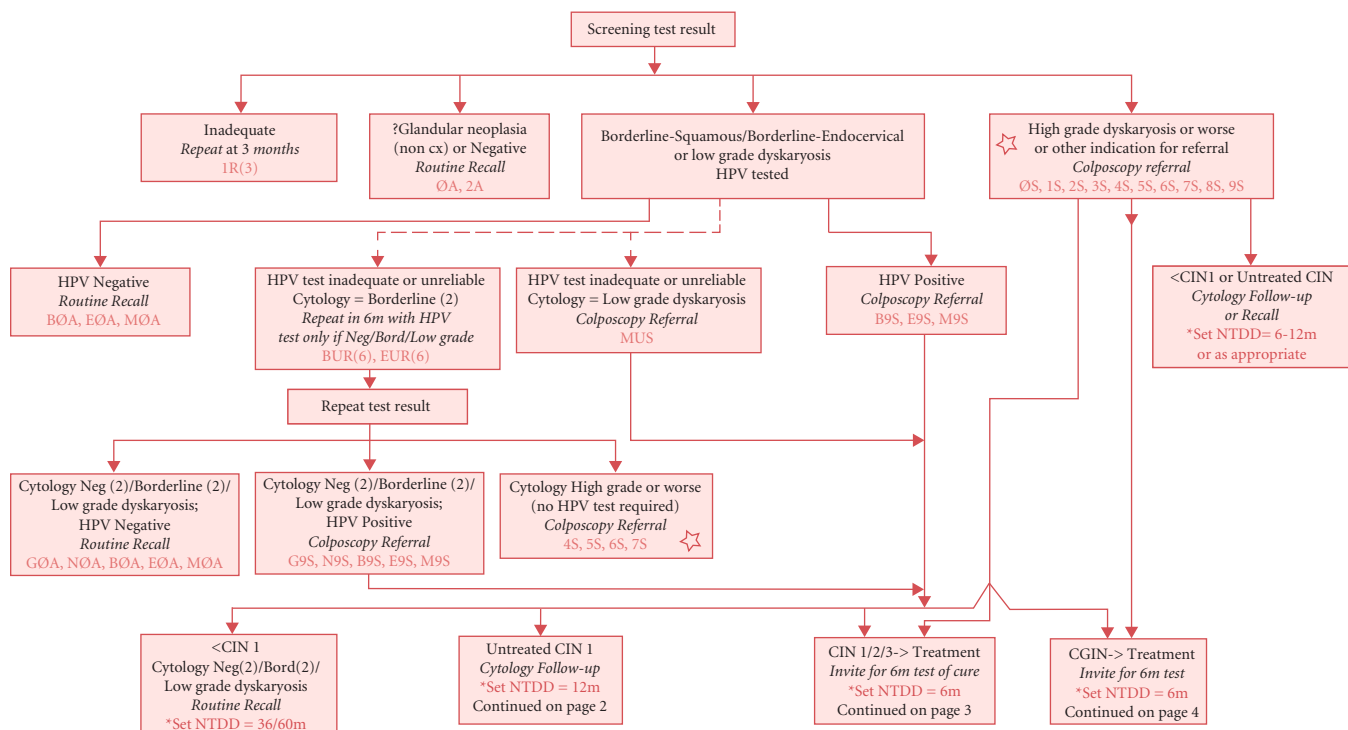 Screening test result
Inadequate
Repeat at 3 months
1R(3)
?Glandular neoplasia
(non cx) or Negative
Routine Recall
ØA, 2A
Borderline-Squamous/Borderline-Endocervical
or low grade dyskaryosis
HPV tested
High grade dyskaryosis or worse
or other indication for referral
Colposcopy referral
ØS, 1S, 2S, 3S, 4S, 5S, 6S, 7S, 8S, 9S
HPV Negative
Routine Recall
BØA, EØA, MØA
HPV test inadequate or unreliable
Cytology = Borderline (2)
Repeat in 6m with HPV
test only if Neg/Bord/Low grade
BUR(6), EUR(6)
HPV test inadequate or unreliable
Cytology = Low grade dyskaryosis
Colposcopy Referral
MUS
HPV Positive
Colposcopy Referral
B9S, E9S, M9S
<CIN1 or Untreated CIN
Cytology Follow-up
or Recall
*Set NTDD= 6-12m
or as appropriate
Repeat test result
Cytology Neg (2)/Borderline (2)/
Low grade dyskaryosis;
HPV Negative
Routine Recall
GØA, NØA, BØA, EØA, MØA
Cytology Neg (2)/Borderline (2)/
Low grade dyskaryosis;
HPV Positive
Colposcopy Referral
G9S, N9S, B9S, E9S, M9S
Cytology High grade or worse
(no HPV test required)
Colposcopy Referral
4S, 5S, 6S, 7S
<CIN 1
Cytology Neg(2)/Bord(2)/
Low grade dyskaryosis
Routine Recall
*Set NTDD = 36/60m
Untreated CIN 1
Cytology Follow-up
*Set NTDD = 12m
Continued on page 2
CIN 1/2/3-> Treatment
Invite for 6m test of cure
*Set NTDD = 6m
Continued on page 3
CGIN-> Treatment
Invite for 6m test
*Set NTDD = 6m
Continued on page 4